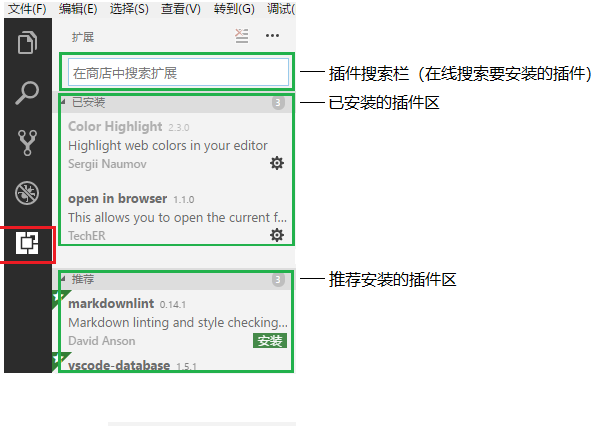 文件(F) 编辑(E) 选择(S) 查看(V) 转到(G) 调试(
扩展
在商店中搜索扩展
插件搜索栏（在线搜索要安装的插件）
已安装 3
已安装的插件区
Color Highlight 2.3.0
Highlight web colors in your editor
Sergii Naumov
open in browser 1.1.0
This allows you to open the current f...
TechER
推荐 3
推荐安装的插件区
markdownlint 0.14.1
Markdown linting and style checking...
David Anson 安装
vscode-database 1.5.1